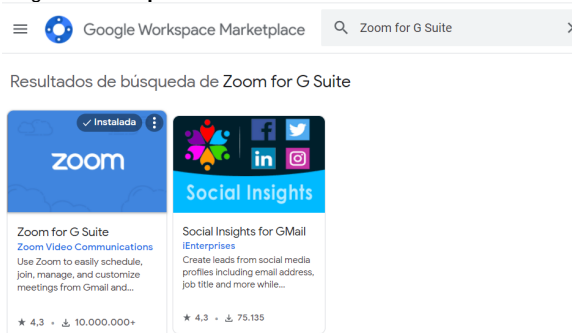 Google Workspace Marketplace
Zoom for G Suite
Resultados de búsqueda de Zoom for G Suite
Instalada
zoom
Zoom for G Suite
Zoom Video Communications
Use Zoom to easily schedule,
join, manage, and customize
meetings from Gmail and...
4,3 • 10.000.000+
in
Social Insights
Social Insights for GMail
iEnterprises
Create leads from social media
profiles including email address,
job title and more while...
4,3 • 75.135